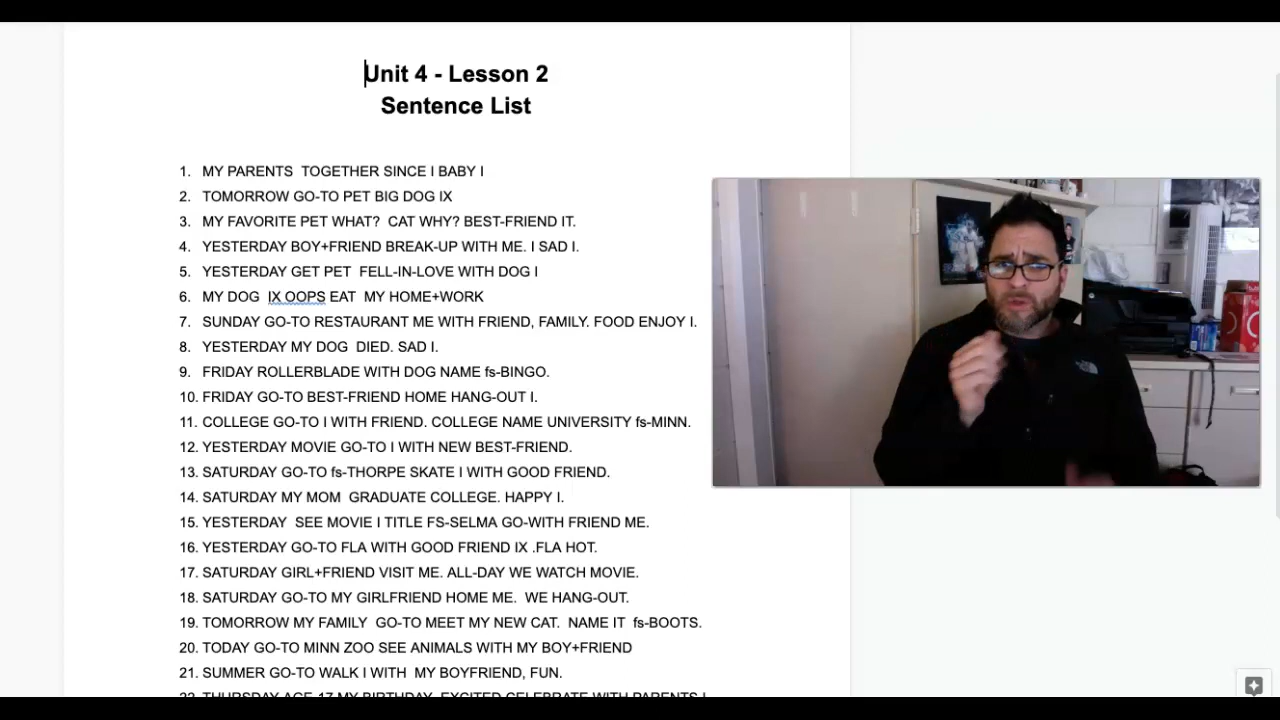 Unit 4 - Lesson 2
Sentence List
1. MY PARENTS TOGETHER SINCE I BABY I
2. TOMORROW GO-TO PET BIG DOG IX
3. MY FAVORITE PET WHAT? CAT WHY? BEST-FRIEND IT.
4. YESTERDAY BOY+FRIEND BREAK-UP WITH ME. I SAD I.
5. YESTERDAY GET PET FELL-IN-LOVE WITH DOG I
6. MY DOG IX OOPS EAT MY HOME+WORK
7. SUNDAY GO-TO RESTAURANT ME WITH FRIEND, FAMILY. FOOD ENJOY I.
8. YESTERDAY MY DOG DIED. SAD I.
9. FRIDAY ROLLERBLADE WITH DOG NAME fs-BINGO.
10. FRIDAY GO-TO BEST-FRIEND HOME HANG-OUT I.
11. COLLEGE GO-TO I WITH FRIEND. COLLEGE NAME UNIVERSITY fs-MINN.
12. YESTERDAY MOVIE GO-TO I WITH NEW BEST-FRIEND.
13. SATURDAY GO-TO fs-THORPE SKATE I WITH GOOD FRIEND.
14. SATURDAY MY MOM GRADUATE COLLEGE. HAPPY I.
15. YESTERDAY SEE MOVIE I TITLE FS-SELMA GO-WITH FRIEND ME.
16. YESTERDAY GO-TO FLA WITH GOOD FRIEND IX .FLA HOT.
17. SATURDAY GIRL+FRIEND VISIT ME. ALL-DAY WE WATCH MOVIE.
18. SATURDAY GO-TO MY GIRLFRIEND HOME ME. WE HANG-OUT.
19. TOMORROW MY FAMILY GO-TO MEET MY NEW CAT. NAME IT fs-BOOTS.
20. TODAY GO-TO MINN ZOO SEE ANIMALS WITH MY BOY+FRIEND
21. SUMMER GO-TO WALK I WITH MY BOYFRIEND, FUN.
22. THURSDAY AGE-17 MY BIRTHDAY. EXCITED CELEBRATE WITH PARENTS I